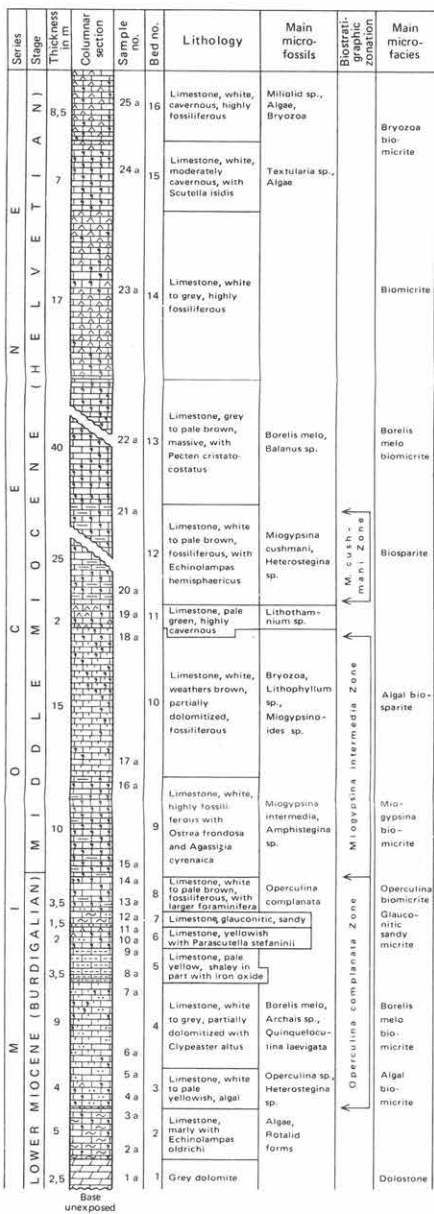 Series
Stage
Thickness
in m
Columnar
section
Sample
no.
Bed no.
Lithology
Main
micro-
fossils
Biostrati-
graphic
zonation
Main
microfacies
MIOCENE
MIDDLE MIOCENE (HELVETIAN)
LOWER MIOCENE (BURDIGALIAN)
8,5
25 a
16
Limestone, white,
cavernous, highly
fossiliferous
Miliolid sp.,
Algae,
Bryozoa
Bryozoa
bio-
micrite
7
24 a
15
Limestone, white,
moderately
cavernous, with
Scutella isidis
Textularia sp.,
Algae
17
23 a
14
Limestone, white
to grey, highly
fossiliferous
Biomicrite
40
22 a
13
Limestone, grey
to pale brown,
massive, with
Pecten cristato-
costatus
Borelis melo,
Balanus sp.
Borelis
melo
biomicrite
21 a
25
12
Limestone, white
to pale brown,
fossiliferous, with
Echinolampas
hemisphaericus
Miogypsina
cushmani,
Heterostegina
sp.
M. cush-
mani Zone
Biosparite
20 a
2
19 a
11
Limestone, pale
green, highly
cavernous
Lithotham-
nium sp.
18 a
15
10
Limestone, white,
weathers brown,
partially
dolomitized,
fossiliferous
Bryozoa,
Lithophyllum
sp.,
Miogypsino-
ides sp.
Miogypsina intermedia Zone
Algal bio-
sparite
17 a
16 a
10
9
Limestone, white,
highly fossili-
ferous with
Ostrea frondosa
and Agassizia
cyrenaica
Miogypsina
intermedia,
Amphistegina
sp.
Mio-
gypsina
bio-
micrite
15 a
14 a
3,5
13 a
8
Limestone, white
to pale brown,
fossiliferous, with
larger foraminifera
Operculina
complanata
Operculina complanata Zone
Operculina
biomicrite
1,5
12 a
7
Limestone, glauconitic, sandy
Glauco-
nitic
sandy
micrite
11 a
2
10 a
6
Limestone, yellowish
with Parascutella stefaninii
9 a
3,5
8 a
5
Limestone, pale
yellow, shaley in
part with iron oxide
7 a
9
4
Limestone, white
to grey, partially
dolomitized with
Clypeaster altus
Borelis melo,
Archais sp.,
Quinquelocu-
tina laevigata
Borelis
melo
bio-
micrite
6 a
5 a
4
4 a
3
Limestone, white
to pale
yellowish, algal
Operculina sp.,
Heterostegina
sp.
Algal
bio-
micrite
3 a
5
2
Limestone,
marly with
Echinolampas
oldrichi
Algae,
Rotalid
forms
2 a
2,5
1 a
1
Grey dolomite
Dolostone
Base
unexposed